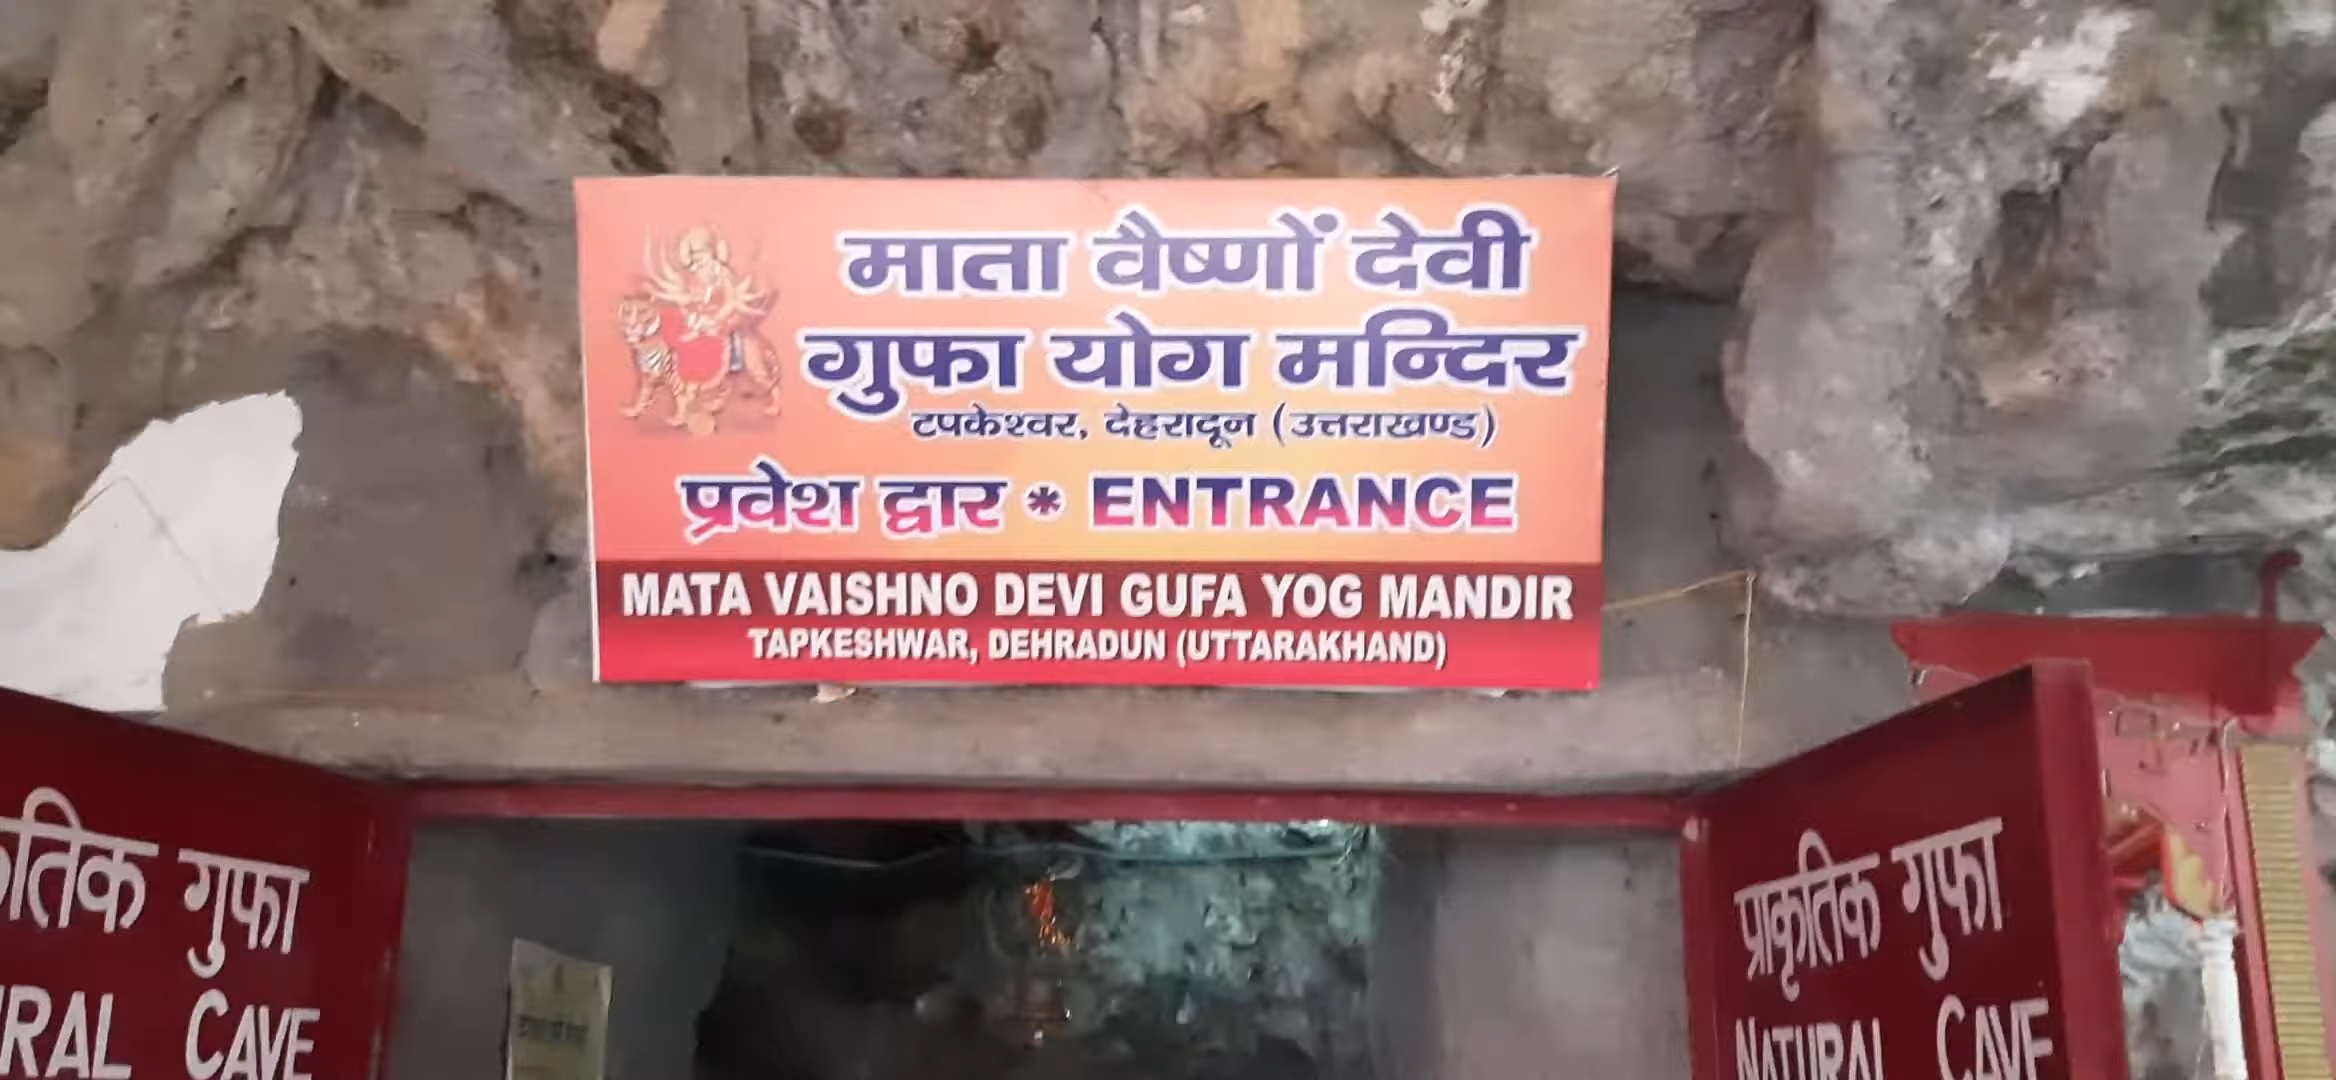 माता वैष्णों देवी
गुफा योग मन्दिर
टपकेश्वर, देहरादून (उत्तराखण्ड)
प्रवेश द्वार * ENTRANCE
MATA VAISHNO DEVI GUFA YOG MANDIR
TAPKESHWAR, DEHRADUN (UTTARAKHAND)
गुफा
CAVE
प्राकृतिक गुफा
NATURAL CAVE